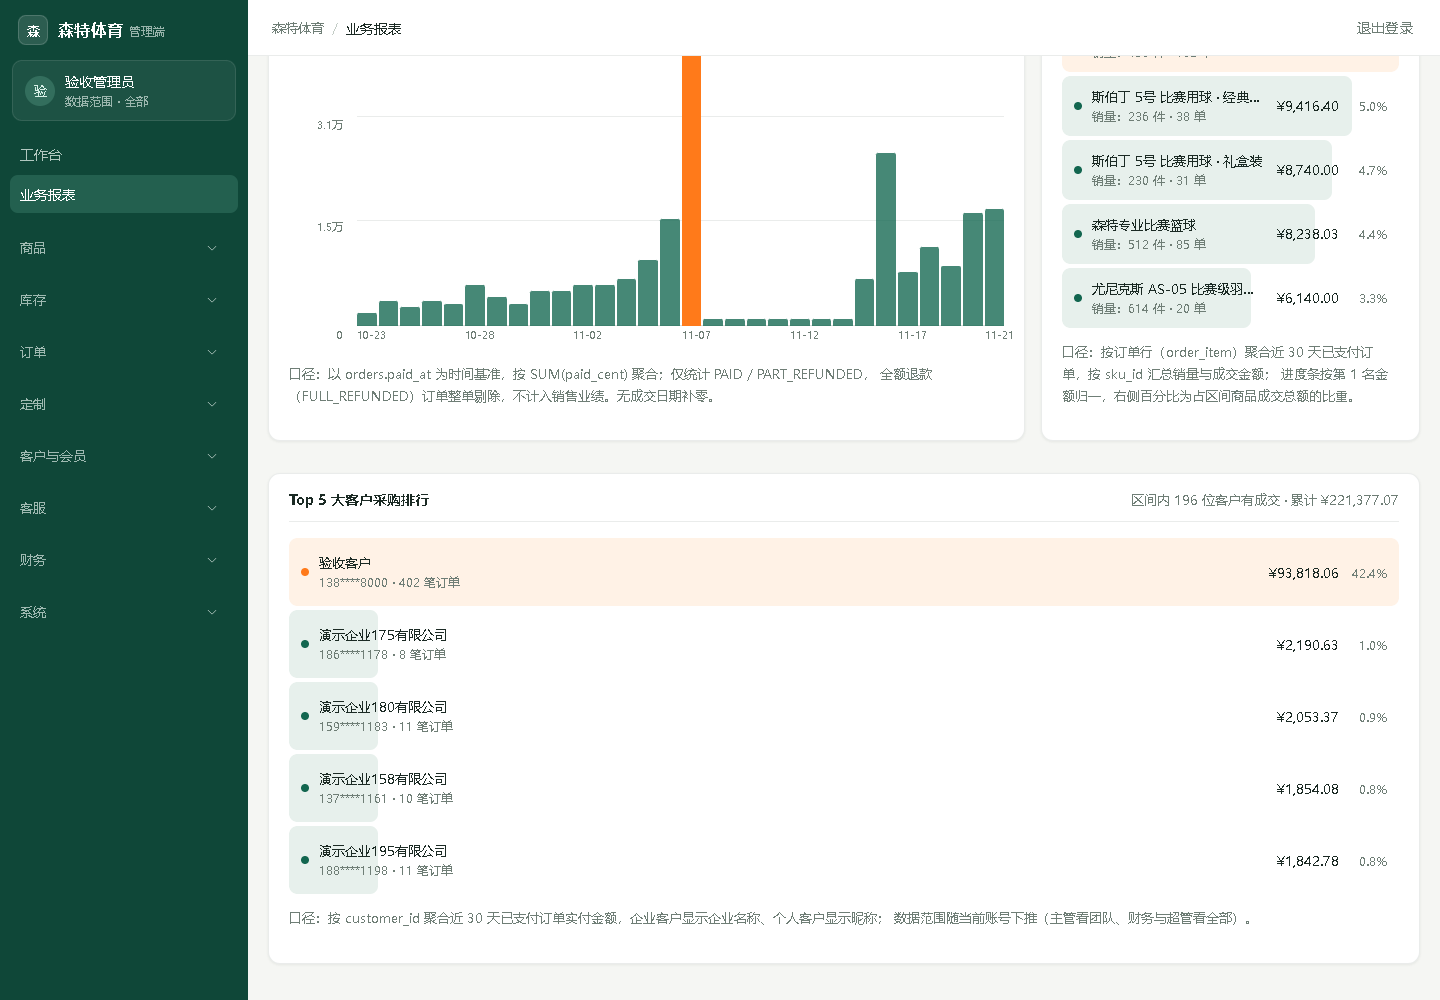 森 森特体育 管理端
验 验收管理员
数据范围 · 全部
工作台
业务报表
商品
库存
订单
定制
客户与会员
客服
财务
系统
森特体育 / 业务报表
退出登录
3.1万
1.5万
0
10-23 10-28 11-02 11-07 11-12 11-17 11-21
口径：以 orders.paid_at 为时间基准，按 SUM(paid_cent) 聚合；仅统计 PAID / PART_REFUNDED， 全额退款
（FULL_REFUNDED）订单整单剔除，不计入销售业绩。无成交日期补零。
斯伯丁 5号 比赛用球 · 经典... ¥9,416.40 5.0%
销量：236 件 · 38 单
斯伯丁 5号 比赛用球 · 礼盒装 ¥8,740.00 4.7%
销量：230 件 · 31 单
森特专业比赛篮球 ¥8,238.03 4.4%
销量：512 件 · 85 单
尤尼克斯 AS-05 比赛级羽... ¥6,140.00 3.3%
销量：614 件 · 20 单
口径：按订单行（order_item）聚合近 30 天已支付订
单，按 sku_id 汇总销量与成交金额； 进度条按第 1 名金
额归一，右侧百分比为占区间商品成交总额的比重。
Top 5 大客户采购排行
区间内 196 位客户有成交 · 累计 ¥221,377.07
验收客户
138****8000 · 402 笔订单
¥93,818.06 42.4%
演示企业175有限公司
186****1178 · 8 笔订单
¥2,190.63 1.0%
演示企业180有限公司
159****1183 · 11 笔订单
¥2,053.37 0.9%
演示企业158有限公司
137****1161 · 10 笔订单
¥1,854.08 0.8%
演示企业195有限公司
188****1198 · 11 笔订单
¥1,842.78 0.8%
口径：按 customer_id 聚合近 30 天已支付订单实付金额，企业客户显示企业名称、个人客户显示昵称； 数据范围随当前账号下推（主管看团队、财务与超管看全部）。